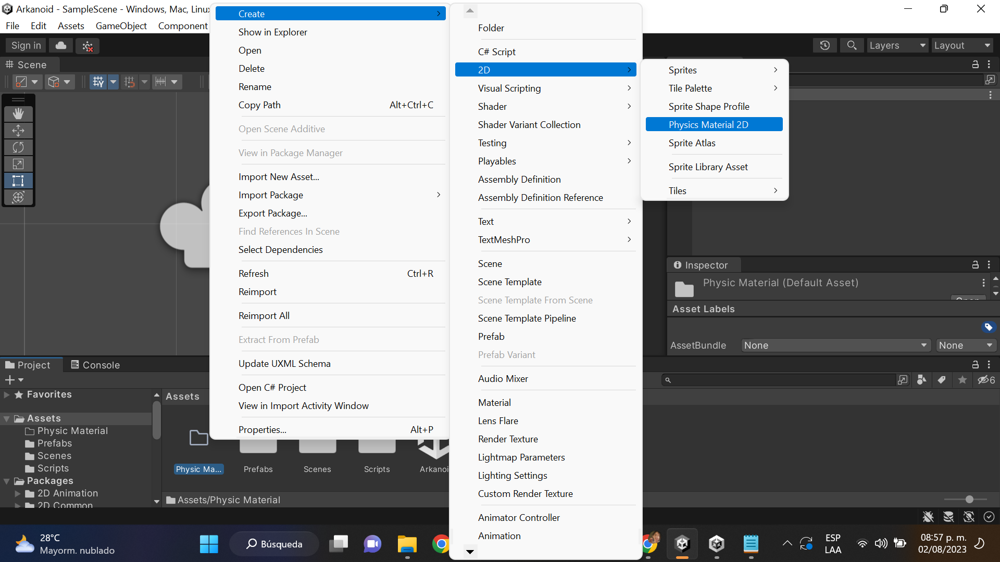 Arkanoid - SampleScene - Windows, Mac, Linux
File Edit Assets GameObject Component
Sign in
Layers
Layout
Scene
Create
Show in Explorer
Open
Delete
Rename
Copy Path Alt+Ctrl+C
Open Scene Additive
View in Package Manager
Import New Asset...
Import Package
Export Package...
Find References In Scene
Select Dependencies
Refresh Ctrl+R
Reimport
Reimport All
Extract From Prefab
Update UXML Schema
Open C# Project
View in Import Activity Window
Properties... Alt+P
Folder
C# Script
2D
Visual Scripting
Shader
Shader Variant Collection
Testing
Playables
Assembly Definition
Assembly Definition Reference
Text
TextMeshPro
Scene
Scene Template
Scene Template From Scene
Scene Template Pipeline
Prefab
Prefab Variant
Audio Mixer
Material
Lens Flare
Render Texture
Lightmap Parameters
Lighting Settings
Custom Render Texture
Animator Controller
Animation
Sprites
Tile Palette
Sprite Shape Profile
Physics Material 2D
Sprite Atlas
Sprite Library Asset
Tiles
Inspector
Physic Material (Default Asset)
Open
Asset Labels
AssetBundle None None
Project Console
6
Favorites
Assets
Physic Material
Prefabs
Scenes
Scripts
Packages
2D Animation
2D Common
Assets
Physic Ma... Prefabs Scenes Scripts Arkanoi
Assets/Physic Material
28°C
Mayorm. nublado
Búsqueda
ESP
LAA
08:57 p. m.
02/08/2023